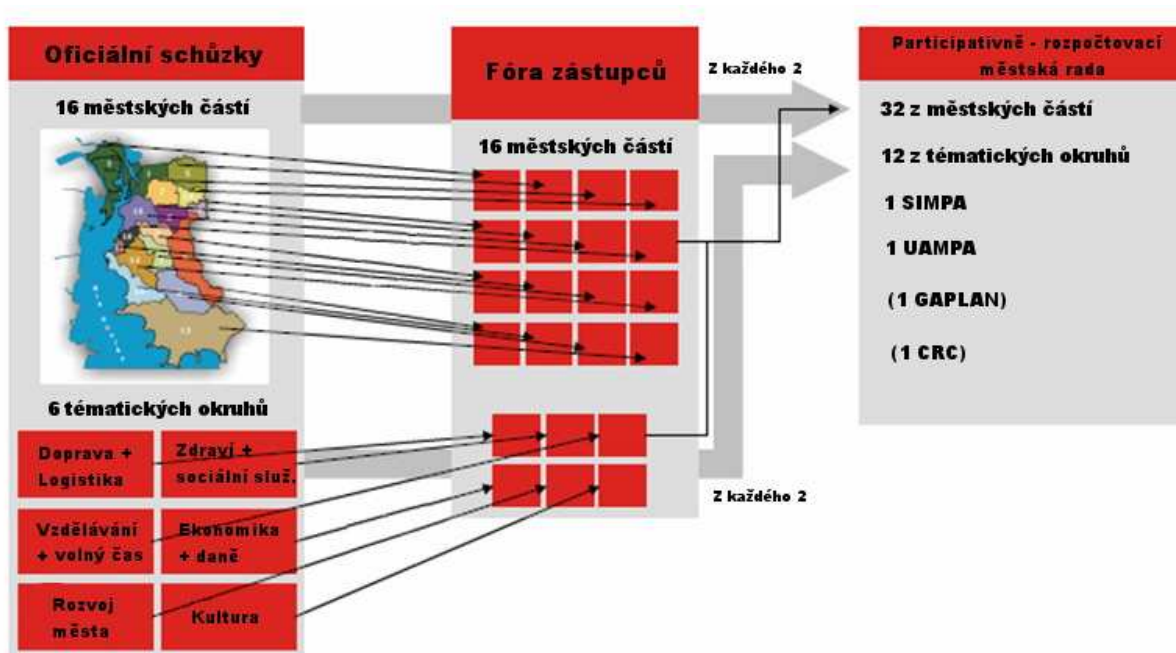 Oficiální schůzky
16 městských částí
6 tématických okruhů
Doprava +
Logistika
Zdraví +
sociální služ.
Vzdělávání
+ volný čas
Ekonomika
+ daně
Rozvoj
města
Kultura
Fóra zástupců
16 městských částí
Z každého 2
Z každého 2
Participativně - rozpočtovací
městská rada
32 z městských částí
12 z tématických okruhů
1 SIMPA
1 UAMPA
(1 GAPLAN)
(1 CRC)